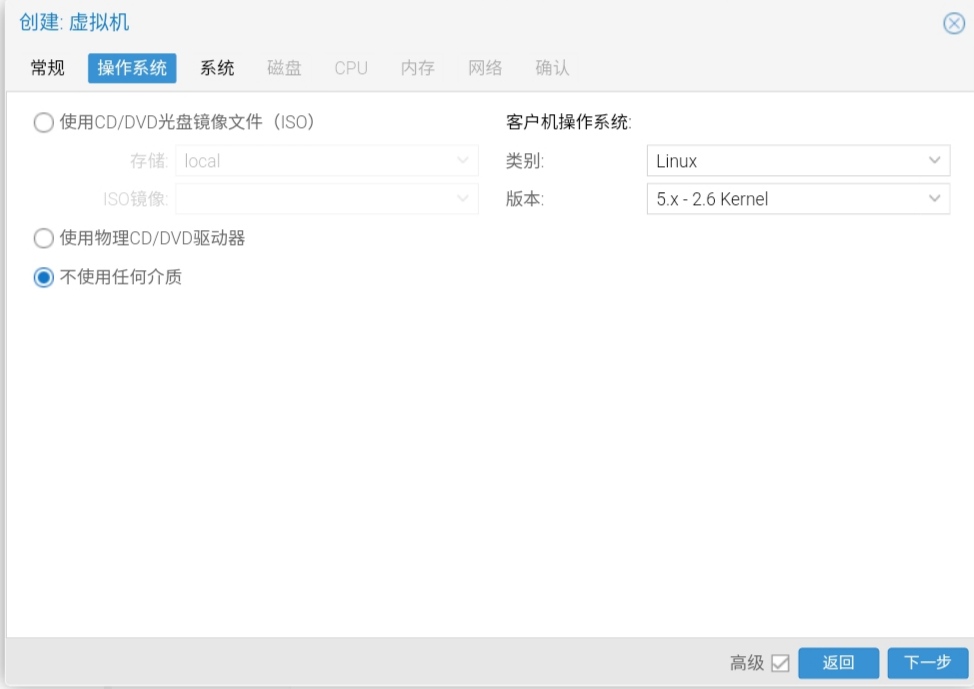 创建: 虚拟机
常规 操作系统 系统 磁盘 CPU 内存 网络 确认
使用CD/DVD光盘镜像文件（ISO） 客户机操作系统:
存储: local 类别: Linux
ISO镜像: 版本: 5.x - 2.6 Kernel
使用物理CD/DVD驱动器
不使用任何介质
高级 返回 下一步